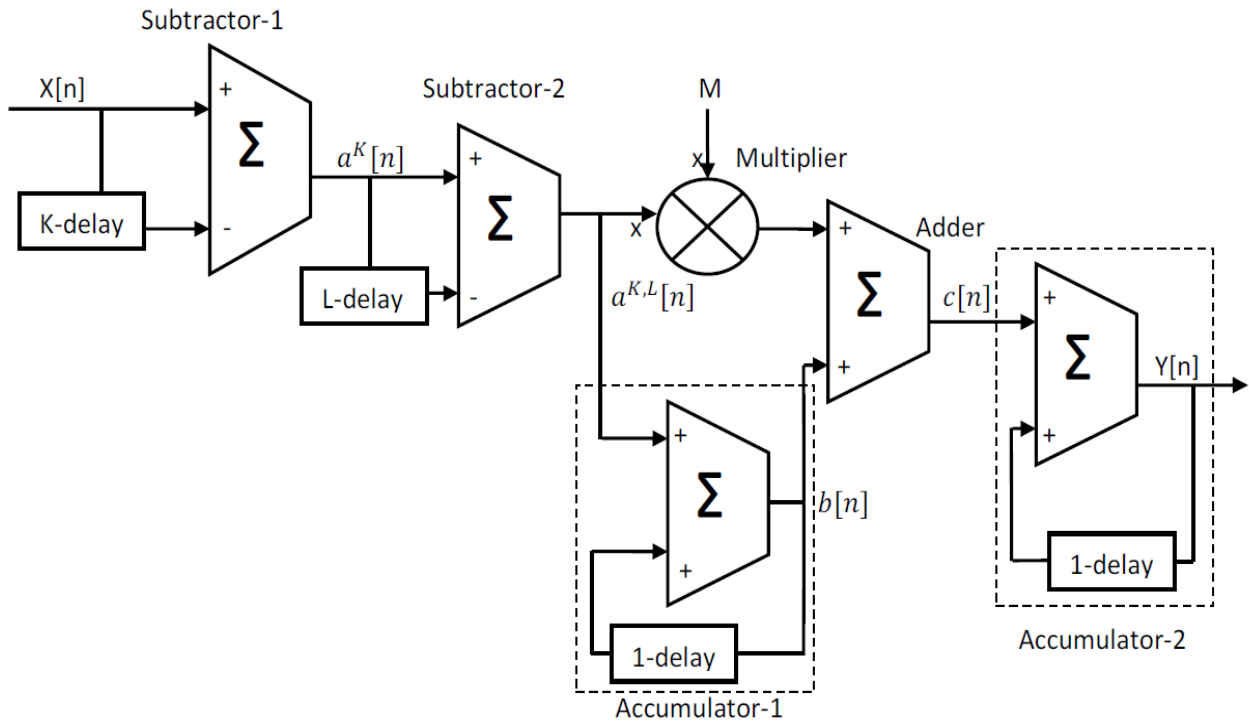 Subtractor-1
X[n]
+
Σ
K-delay
-
a^K[n]
Subtractor-2
+
Σ
L-delay
-
M
x
Multiplier
x
a^{K,L}[n]
+
Adder
Σ
+
c[n]
+
Σ
b[n]
+
1-delay
Accumulator-1
+
Σ
Y[n]
+
1-delay
Accumulator-2